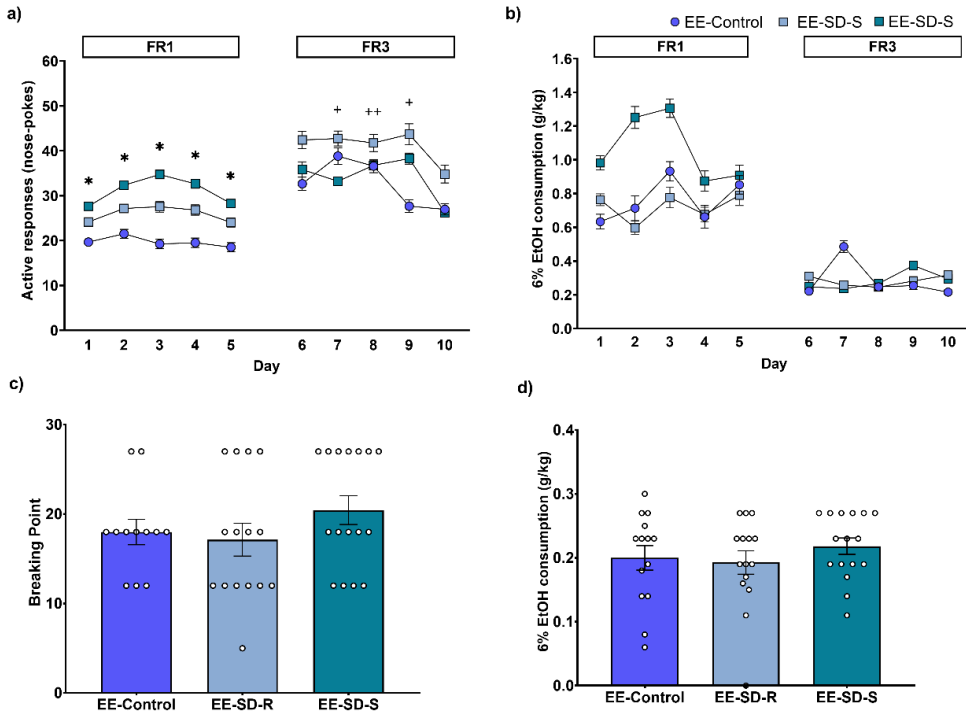 a)
b)
EE-Control EE-SD-S EE-SD-S
FR1 FR3
Active responses (nose-pokes)
60
50
40
30
20
10
0
* * * * *
+ ++ +
1 2 3 4 5 6 7 8 9 10
Day
FR1 FR3
6% EtOH consumption (g/kg)
1.6
1.4
1.2
1.0
0.8
0.6
0.4
0.2
0.0
1 2 3 4 5 6 7 8 9 10
Day
c)
Breaking Point
30
20
10
0
EE-Control EE-SD-R EE-SD-S
d)
6% EtOH consumption (g/kg)
0.4
0.3
0.2
0.1
0.0
EE-Control EE-SD-R EE-SD-S